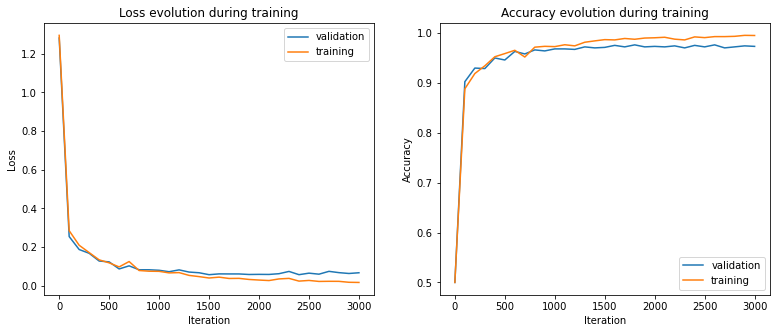 Loss evolution during training
1.2
1.0
0.8
0.6
0.4
0.2
0.0
Loss
0 500 1000 1500 2000 2500 3000
Iteration
validation
training
Accuracy evolution during training
1.0
0.9
0.8
0.7
0.6
0.5
Accuracy
0 500 1000 1500 2000 2500 3000
Iteration
validation
training